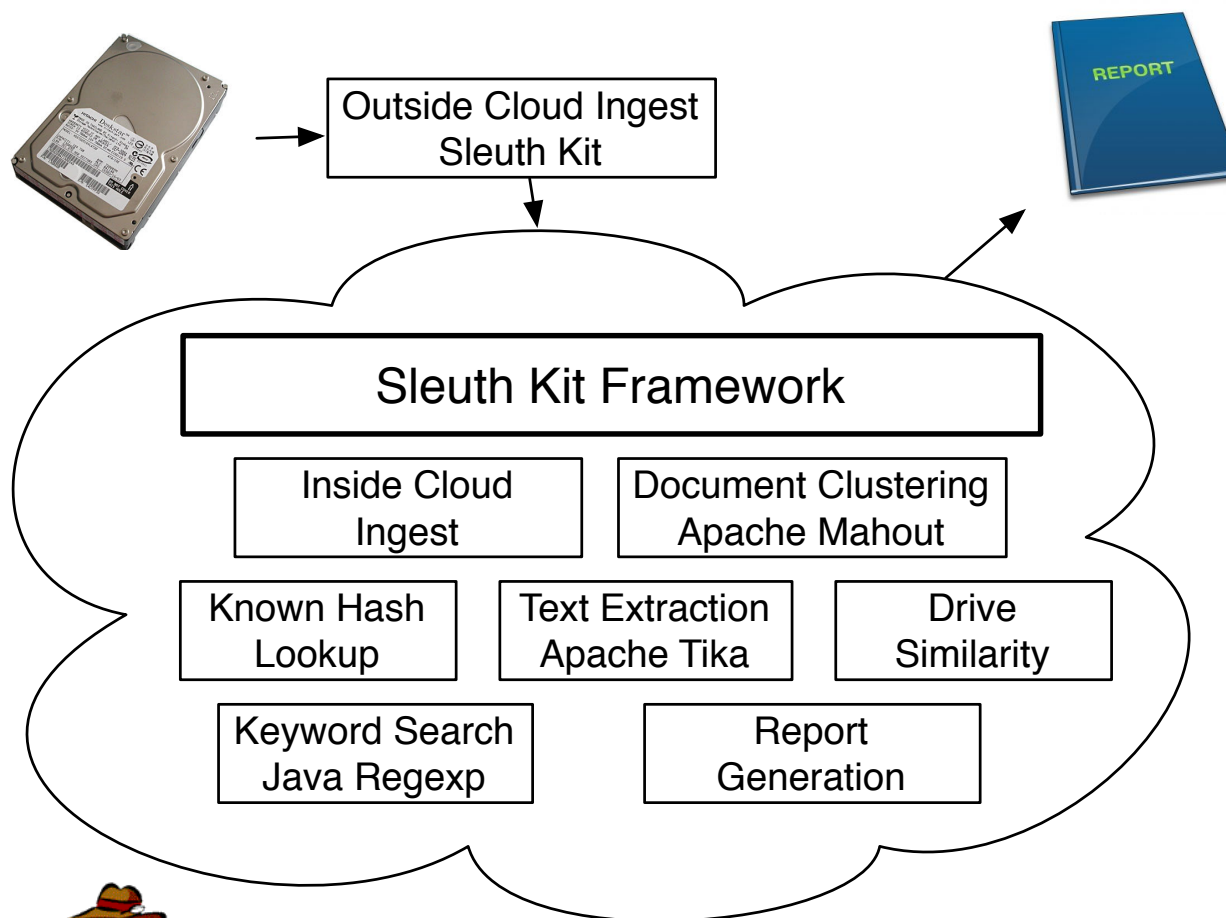 Outside Cloud Ingest
Sleuth Kit
REPORT
Sleuth Kit Framework
Inside Cloud
Ingest
Document Clustering
Apache Mahout
Known Hash
Lookup
Text Extraction
Apache Tika
Drive
Similarity
Keyword Search
Java Regexp
Report
Generation